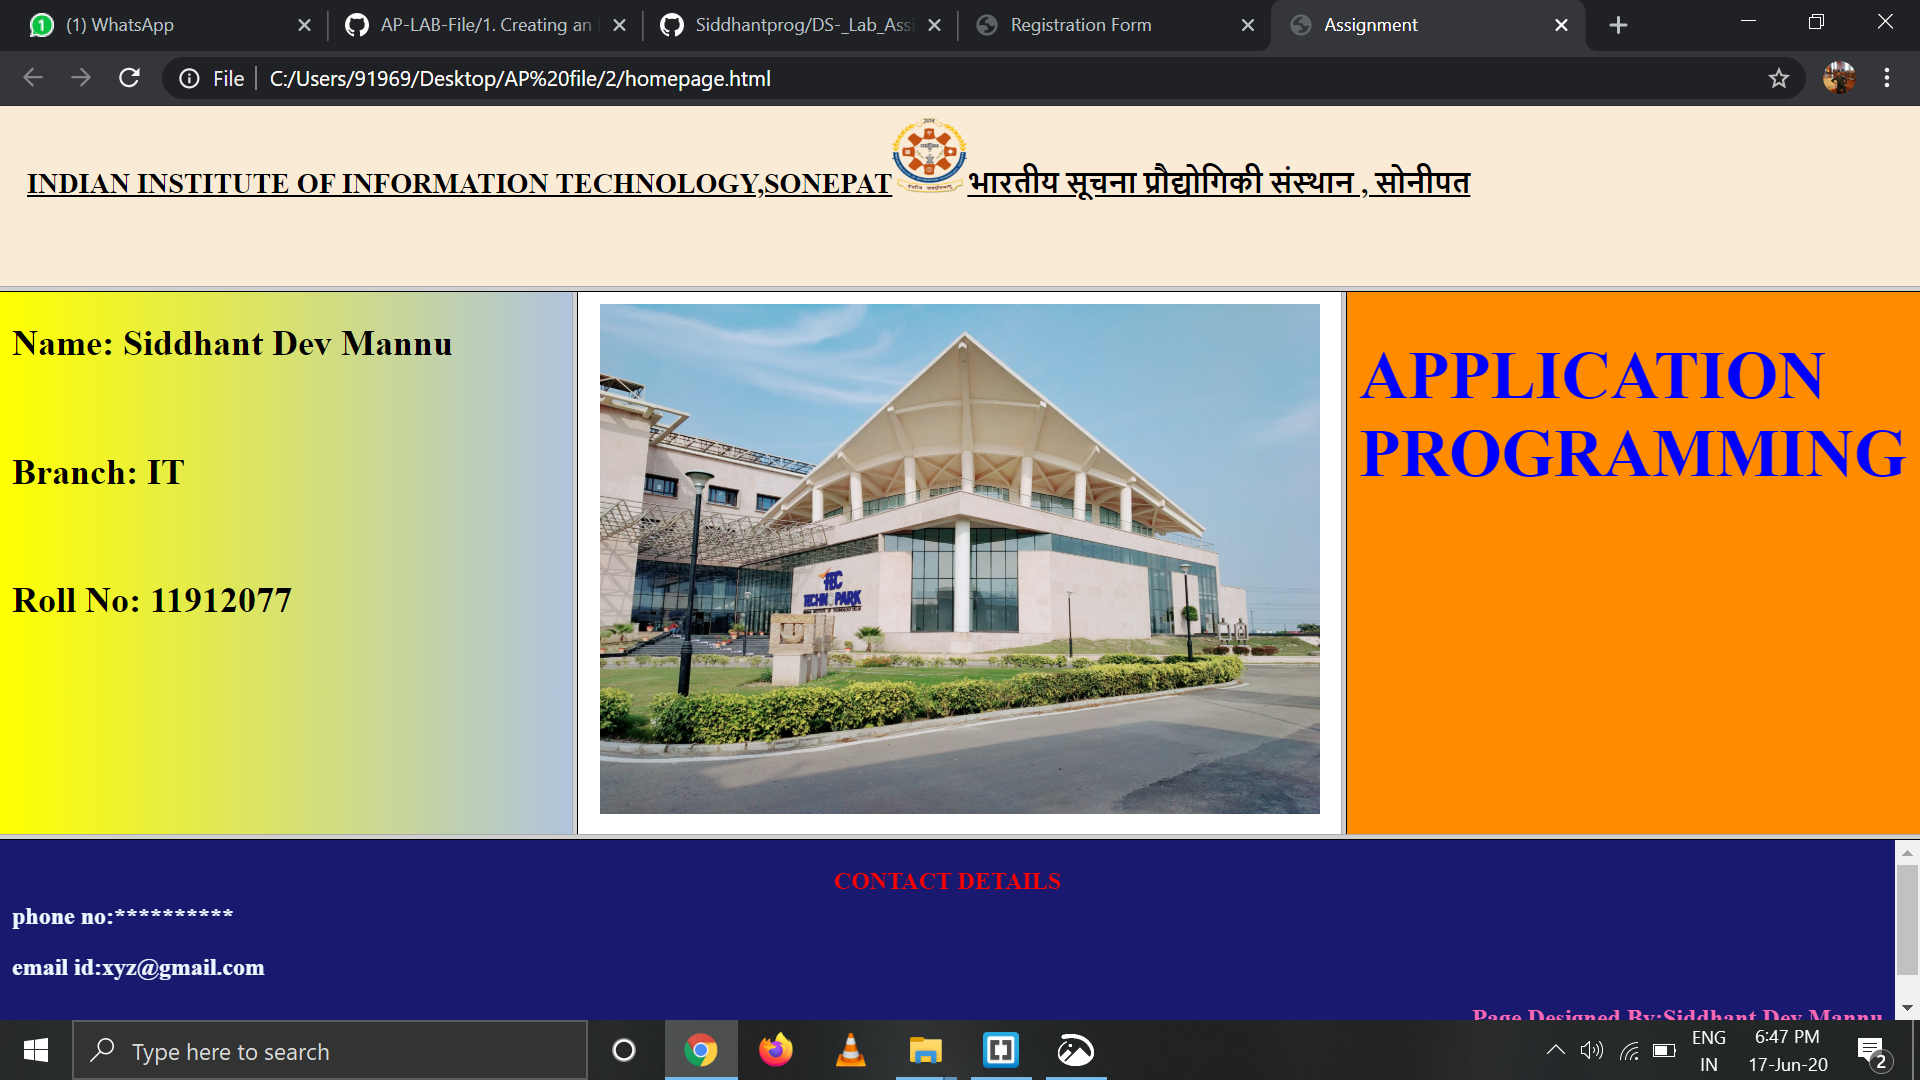 (1) WhatsApp
AP-LAB-File/1. Creating an
Siddhantprog/DS-_Lab_Assi
Registration Form
Assignment
File
C:/Users/91969/Desktop/AP%20file/2/homepage.html
2014
INDIAN INSTITUTE OF INFORMATION TECHNOLOGY,SONEPAT
भारतीय सूचना प्रौद्योगिकी संस्थान , सोनीपत
Name: Siddhant Dev Mannu
Branch: IT
Roll No: 11912077
TEC
TECHNOPARK
APPLICATION
PROGRAMMING
CONTACT DETAILS
phone no:**********
email id:xyz@gmail.com
Page Designed By:Siddhant Dev Mannu
Type here to search
ENG
IN
6:47 PM
17-Jun-20
2